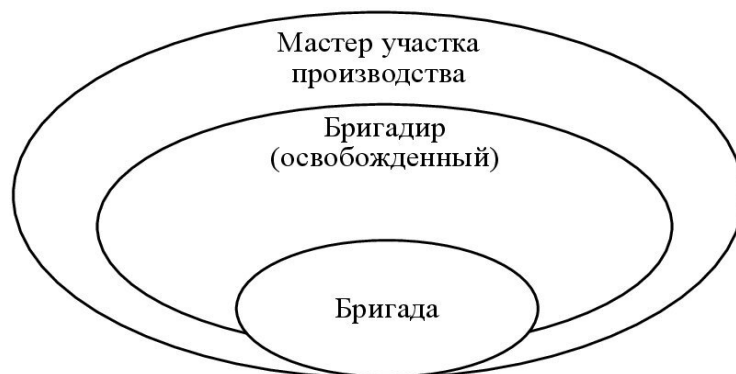 Мастер участка
производства
Бригадир
(освобожденный)
Бригада